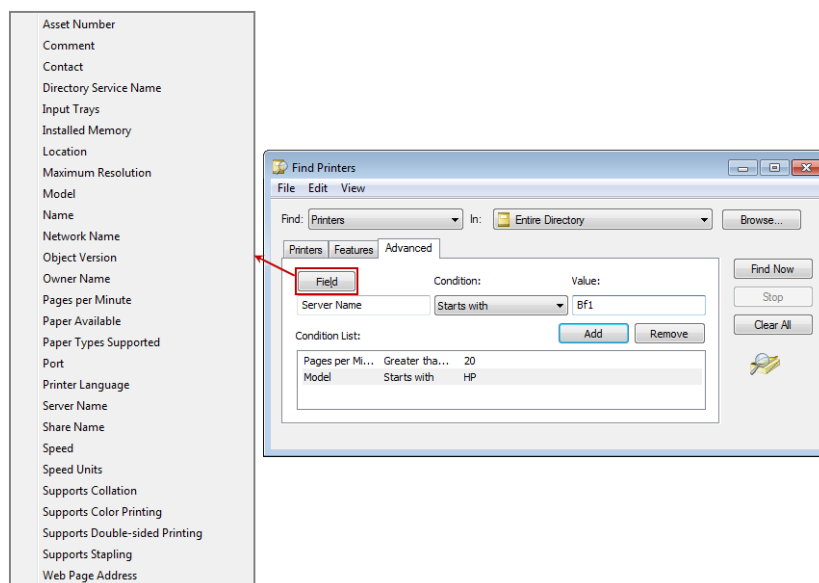 Asset Number
Comment
Contact
Directory Service Name
Input Trays
Installed Memory
Location
Maximum Resolution
Model
Name
Network Name
Object Version
Owner Name
Pages per Minute
Paper Available
Paper Types Supported
Port
Printer Language
Server Name
Share Name
Speed
Speed Units
Supports Collation
Supports Color Printing
Supports Double-sided Printing
Supports Stapling
Web Page Address
Find Printers
File Edit View
Find: Printers In: Entire Directory Browse...
Printers Features Advanced
Field Condition: Value:
Server Name Starts with Bf1
Condition List: Add Remove
Pages per Mi... Greater tha... 20
Model Starts with HP
Find Now
Stop
Clear All